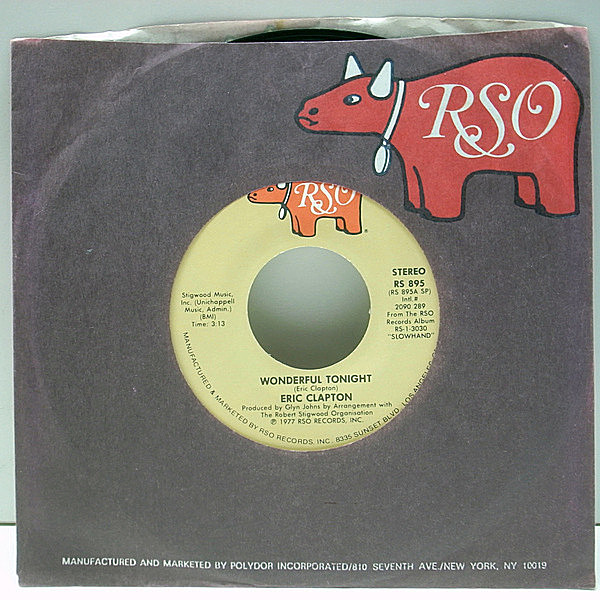 RSO
RSO
Stigwood Music,
Inc. (Unichappell
Music, Admin.)
(BMI)
Time: 3:13
STEREO
RS 895
(RS 895A SP)
Intl.#
2090 289
From The RSO
Records Album
RS-1-3030
"SLOWHAND"
WONDERFUL TONIGHT
(Eric Clapton)
ERIC CLAPTON
Produced by Glyn Johns by Arrangement with
The Robert Stigwood Organisation
℗ 1977 RSO RECORDS, INC.
MANUFACTURED & MARKETED BY RSO RECORDS, INC. 8335 SUNSET BLVD. LOS ANGELES
MANUFACTURED AND MARKETED BY POLYDOR INCORPORATED/810 SEVENTH AVE./NEW YORK, NY 10019